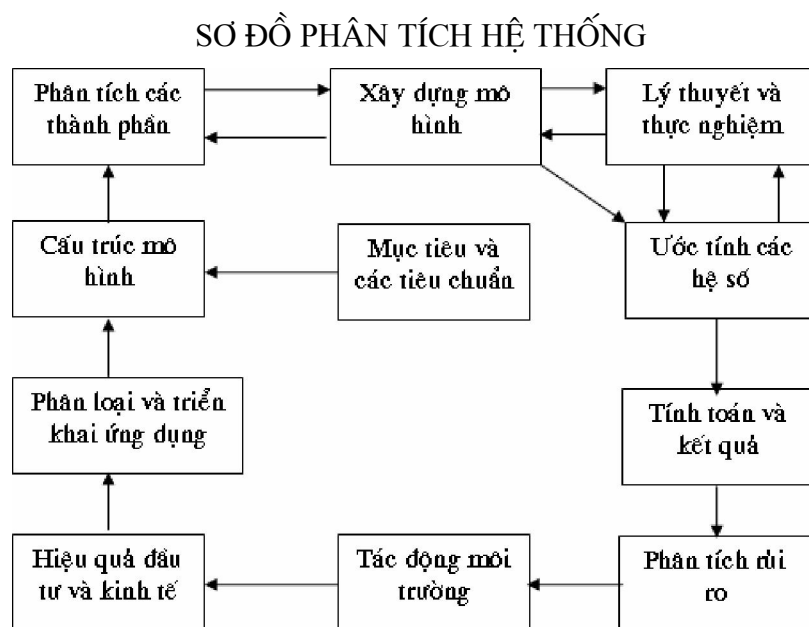 SƠ ĐỒ PHÂN TÍCH HỆ THỐNG
Phân tích các
thành phần
Xây dựng mô
hình
Lý thuyết và
thực nghiệm
Cấu trúc mô
hình
Mục tiêu và
các tiêu chuẩn
Ước tính các
hệ số
Phân loại và triển
khai ứng dụng
Tính toán và
kết quả
Hiệu quả đầu
tư và kinh tế
Tác động môi
trường
Phân tích rủi
ro